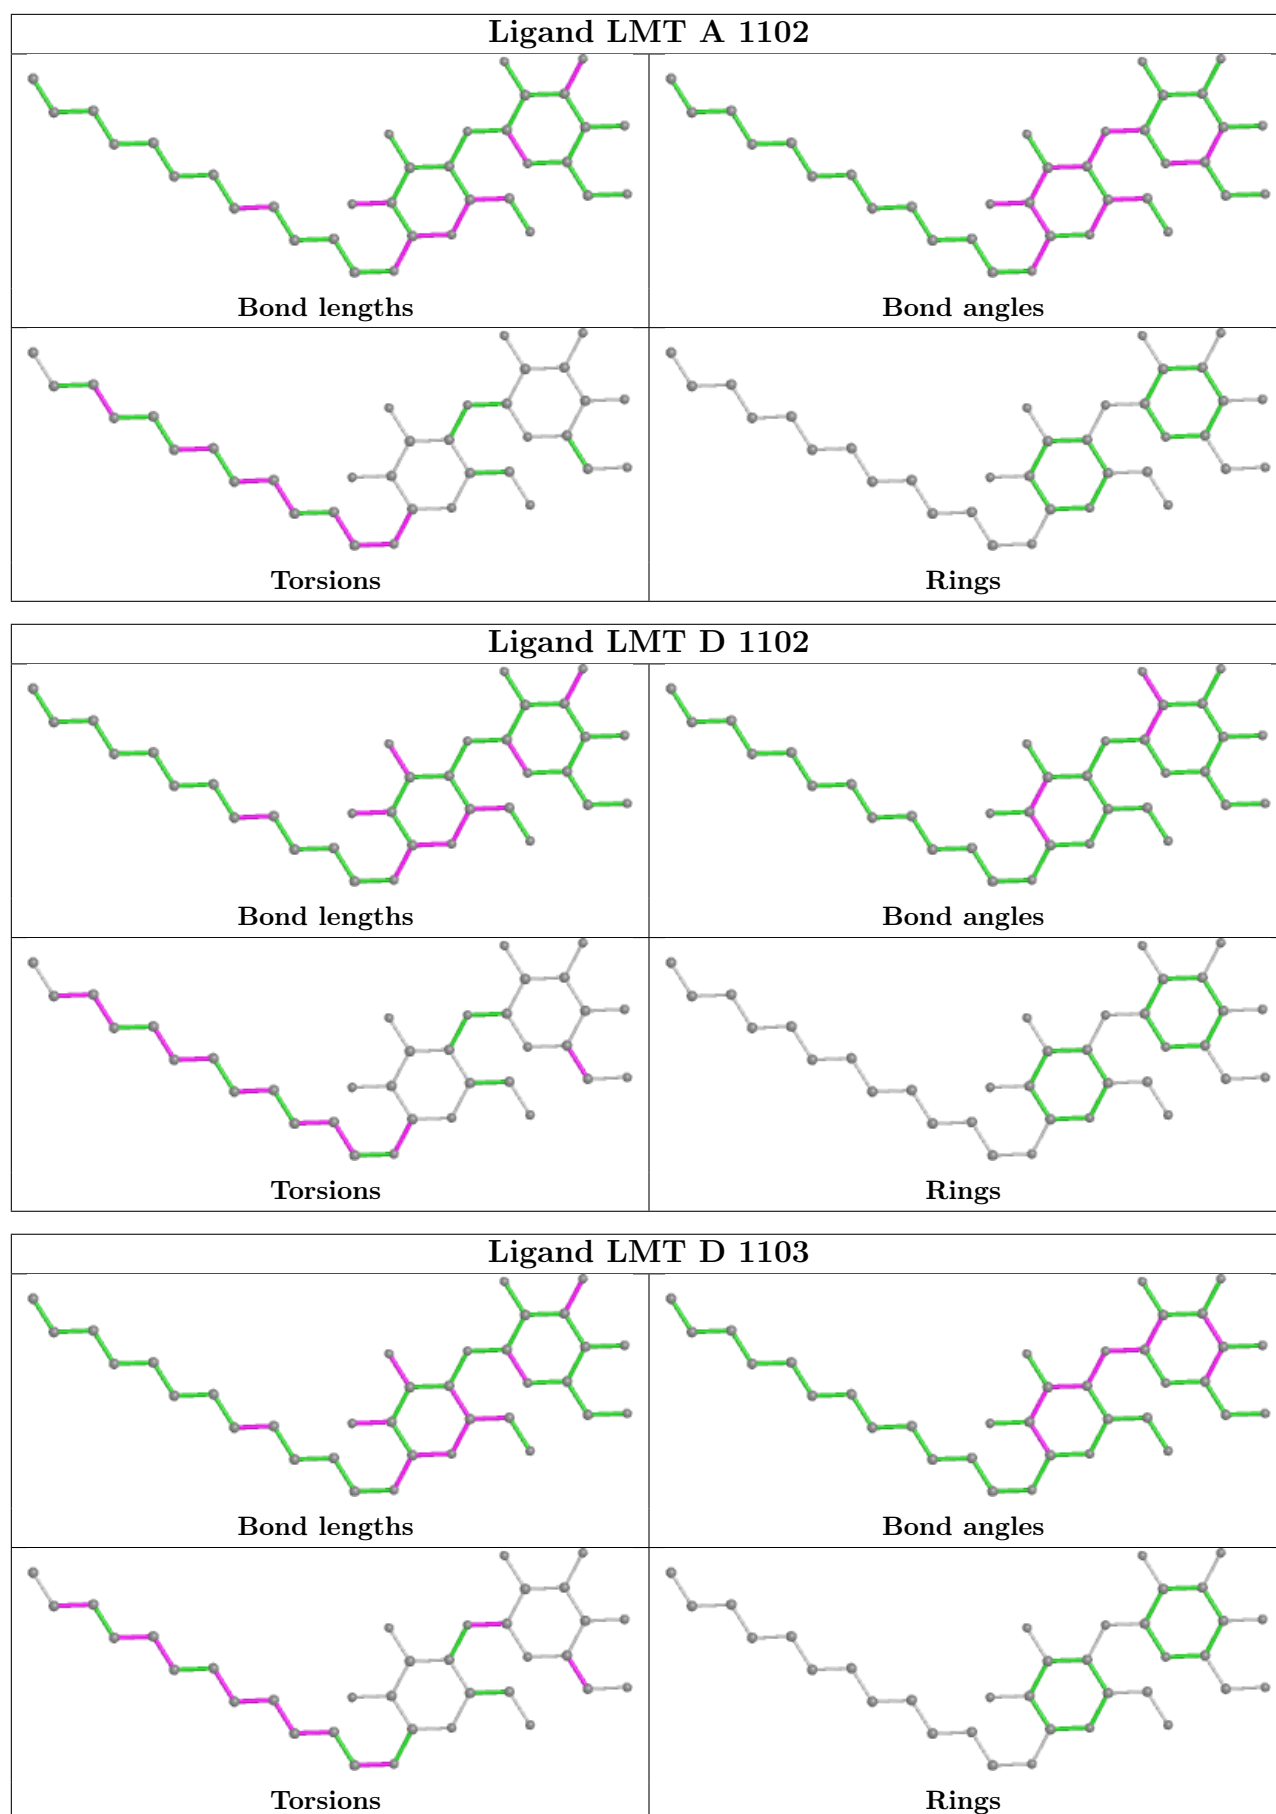 Ligand LMT A 1102
Bond lengths
Bond angles
Torsions
Rings
Ligand LMT D 1102
Bond lengths
Bond angles
Torsions
Rings
Ligand LMT D 1103
Bond lengths
Bond angles
Torsions
Rings